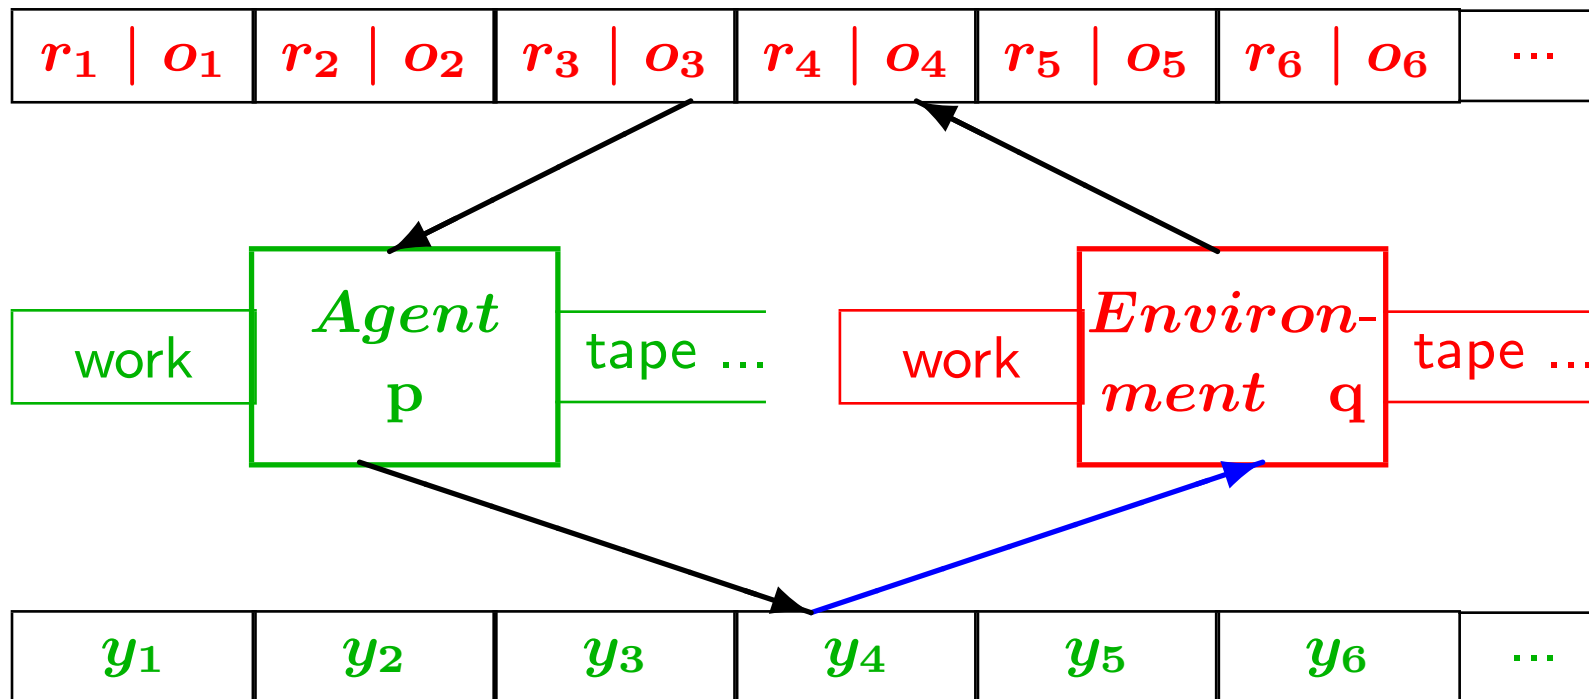 r₁ | o₁ r₂ | o₂ r₃ | o₃ r₄ | o₄ r₅ | o₅ r₆ | o₆ ...
work Agent p tape ...
work Environ-
ment q tape ...
y₁ y₂ y₃ y₄ y₅ y₆ ...